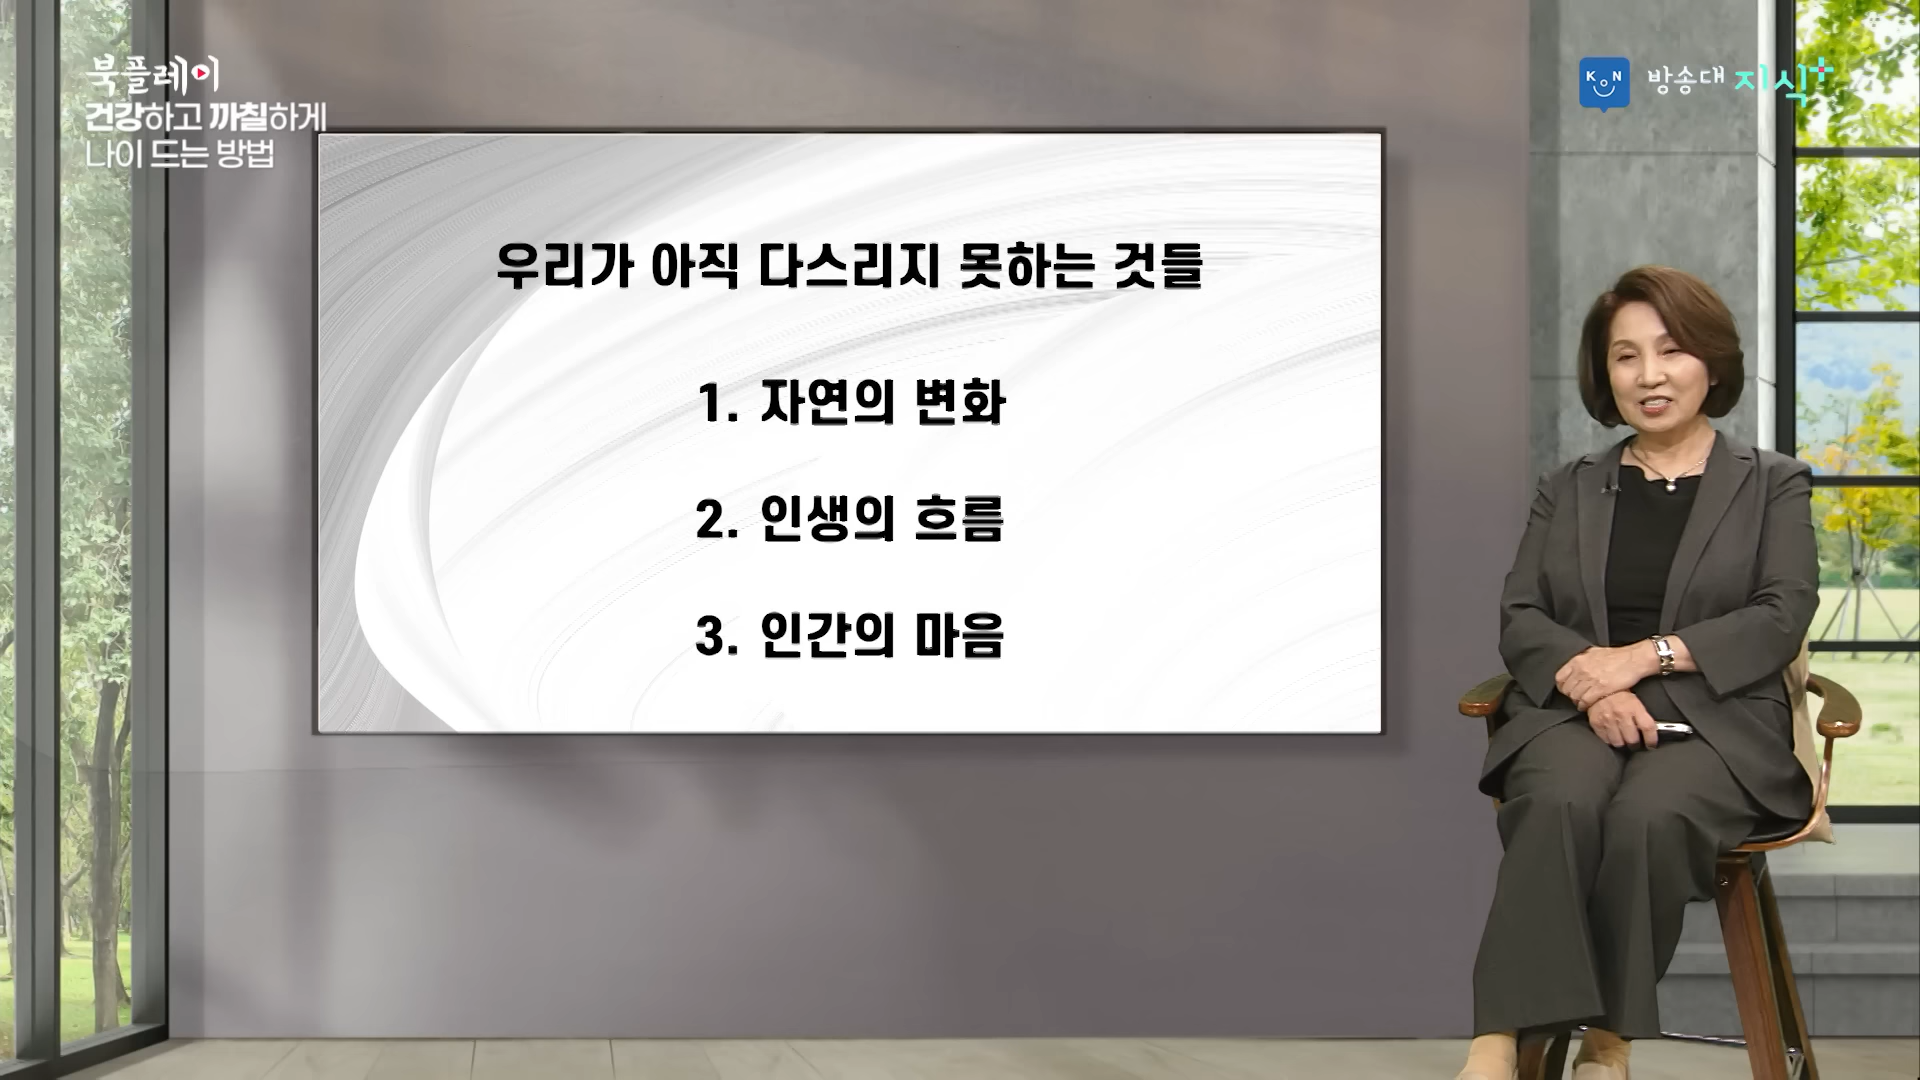 북플레이
건강하고 까칠하게
나이 드는 방법
KON
방송대 지식+
우리가 아직 다스리지 못하는 것들
1. 자연의 변화
2. 인생의 흐름
3. 인간의 마음